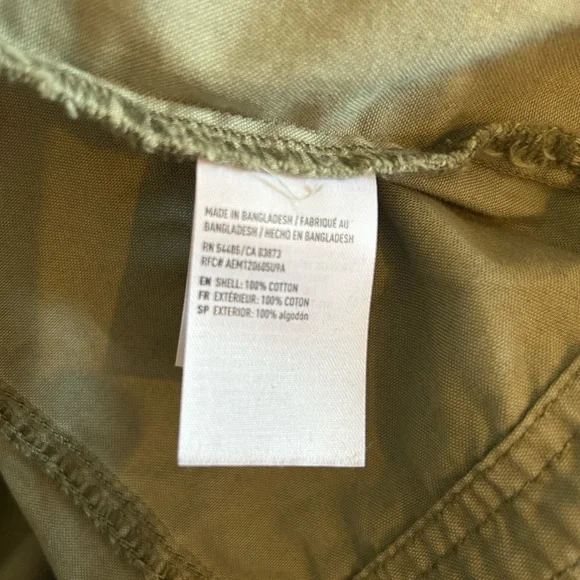 MADE IN BANGLADESH / FABRIQUÉ AU
BANGLADESH / HECHO EN BANGLADESH
RN 54485/CA 03873
RFC# AEM120605U9A
EN SHELL: 100% COTTON
FR EXTÉRIEUR: 100% COTON
SP EXTERIOR: 100% algodón